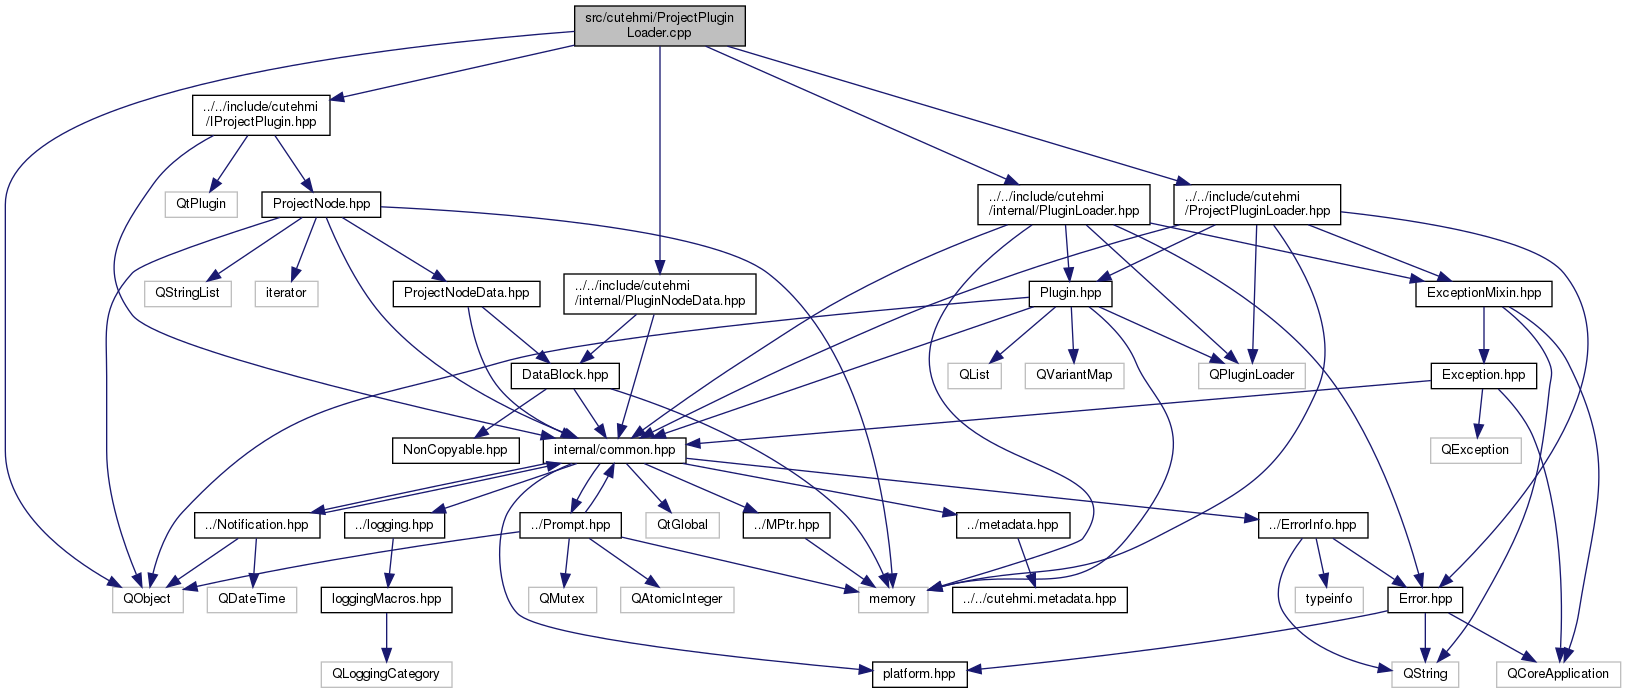 src/cutehmi/ProjectPlugin
Loader.cpp
../../include/cutehmi
/IProjectPlugin.hpp
QtPlugin
ProjectNode.hpp
../../include/cutehmi
/internal/PluginLoader.hpp
../../include/cutehmi
/ProjectPluginLoader.hpp
QStringList
iterator
ProjectNodeData.hpp
../../include/cutehmi
/internal/PluginNodeData.hpp
Plugin.hpp
ExceptionMixin.hpp
DataBlock.hpp
QList
QVariantMap
QPluginLoader
Exception.hpp
NonCopyable.hpp
internal/common.hpp
QException
../Notification.hpp
../logging.hpp
../Prompt.hpp
QtGlobal
../MPtr.hpp
../metadata.hpp
../ErrorInfo.hpp
QObject
QDateTime
loggingMacros.hpp
QMutex
QAtomicInteger
memory
../../cutehmi.metadata.hpp
typeinfo
Error.hpp
QLoggingCategory
platform.hpp
QString
QCoreApplication